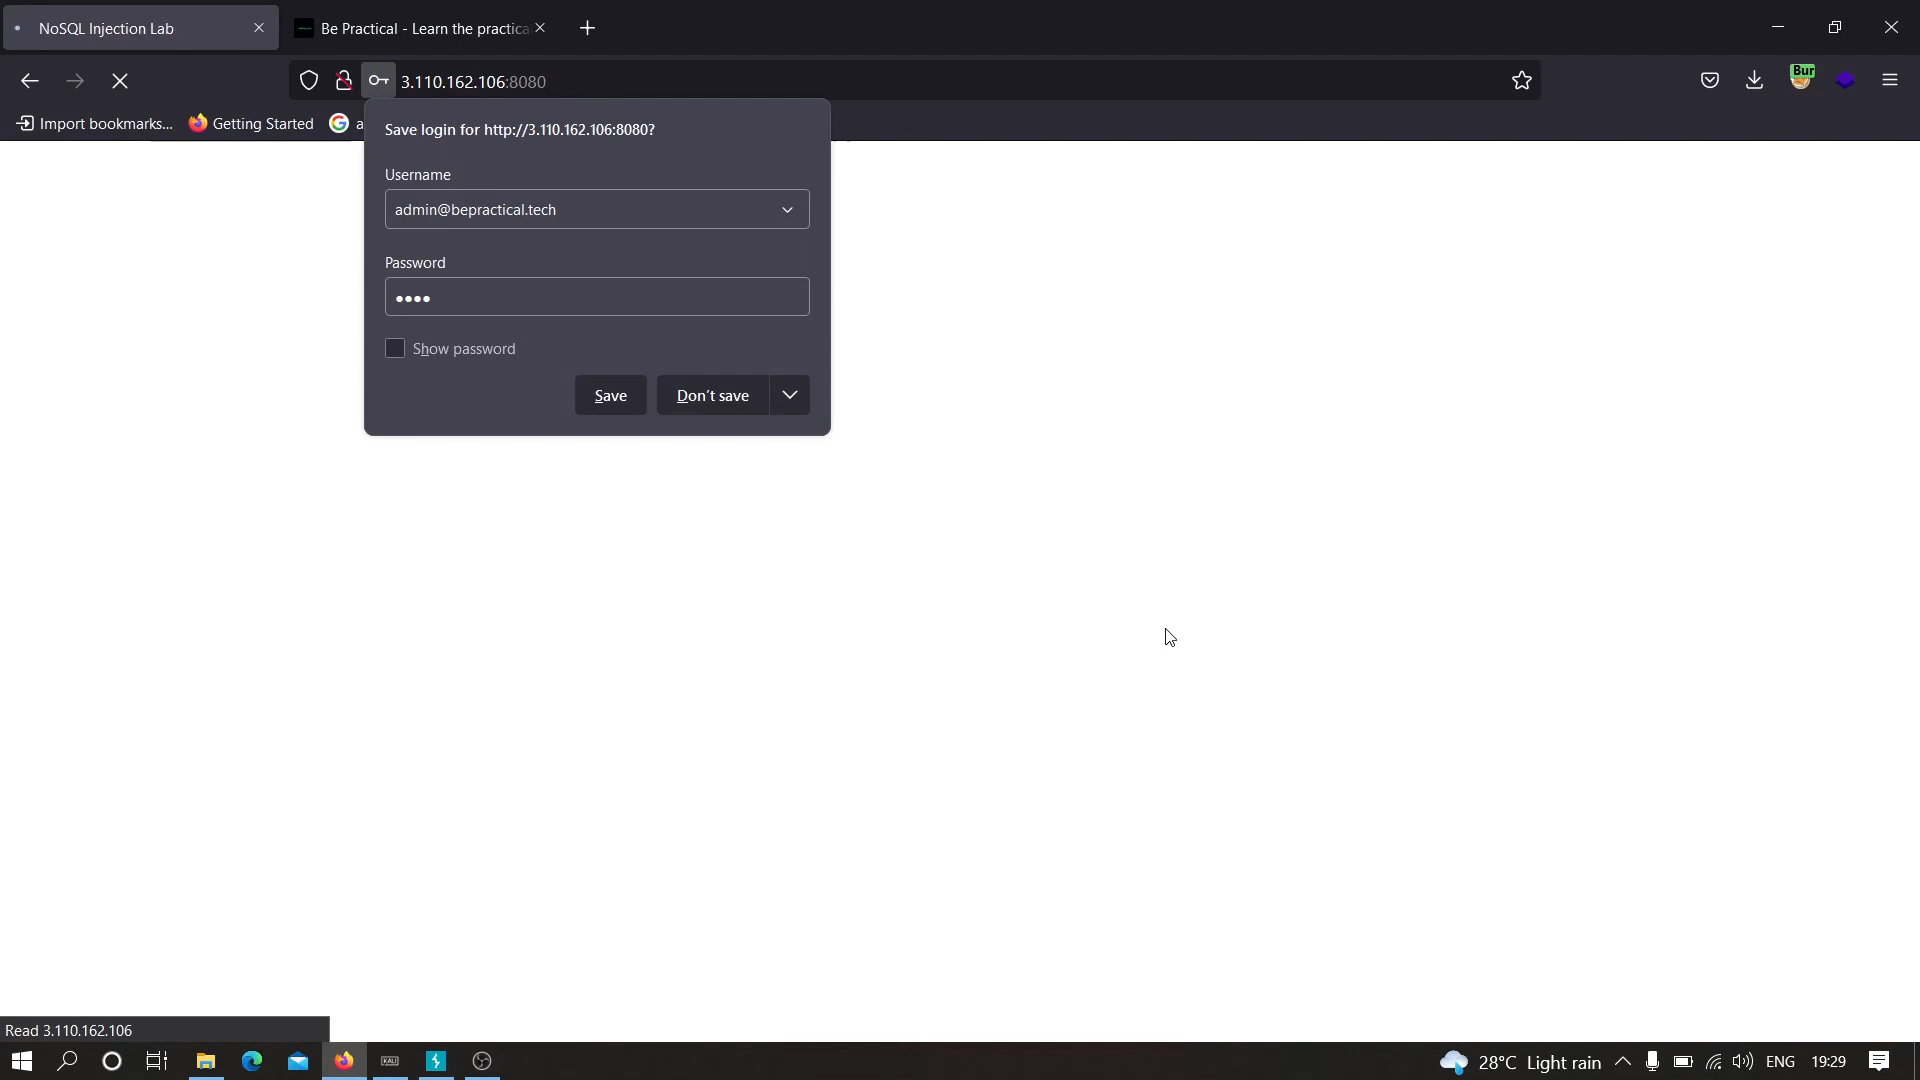 NoSQL Injection Lab
Be Practical - Learn the practica
3.110.162.106:8080
Bur
Import bookmarks...
Getting Started
a
Save login for http://3.110.162.106:8080?
Username
admin@bepractical.tech
Password
Show password
Save
Don't save
Read 3.110.162.106
KALI
28°C Light rain
ENG
19:29